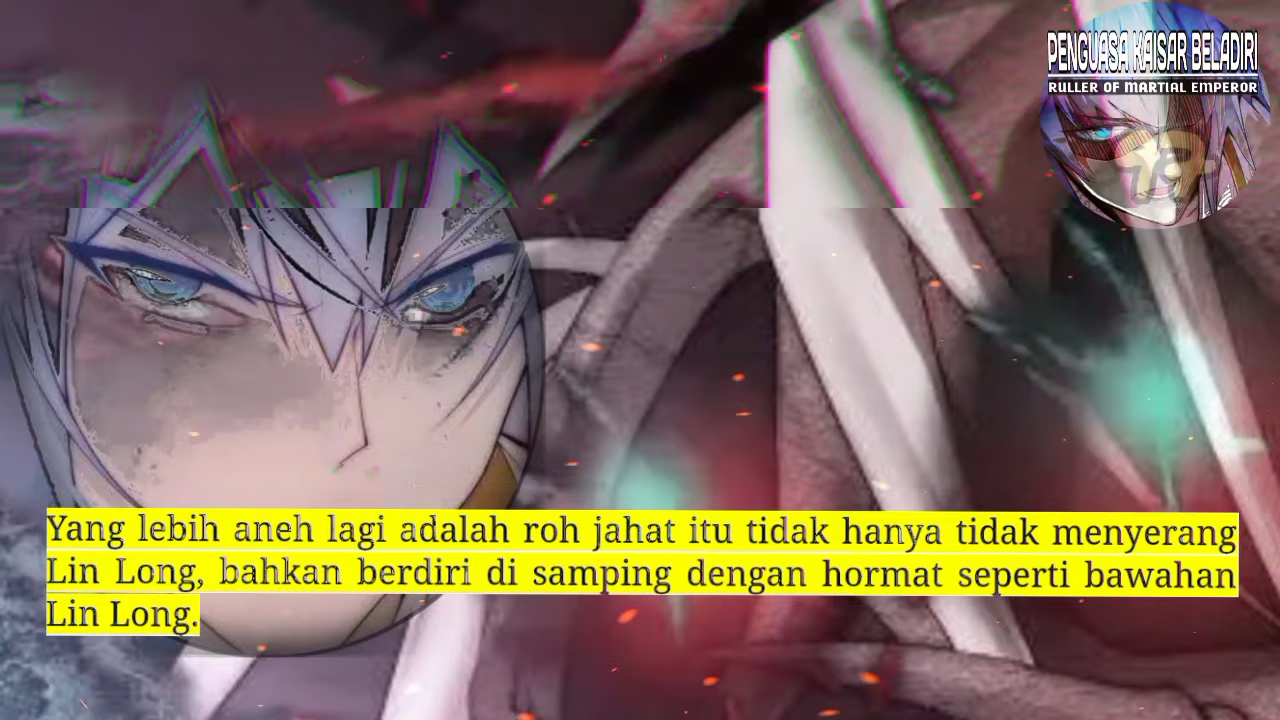 PENGUASA KAISAR BELADIRI
RULLER OF MARTIAL EMPEROR
Yang lebih aneh lagi adalah roh jahat itu tidak hanya tidak menyerang
Lin Long, bahkan berdiri di samping dengan hormat seperti bawahan
Lin Long.